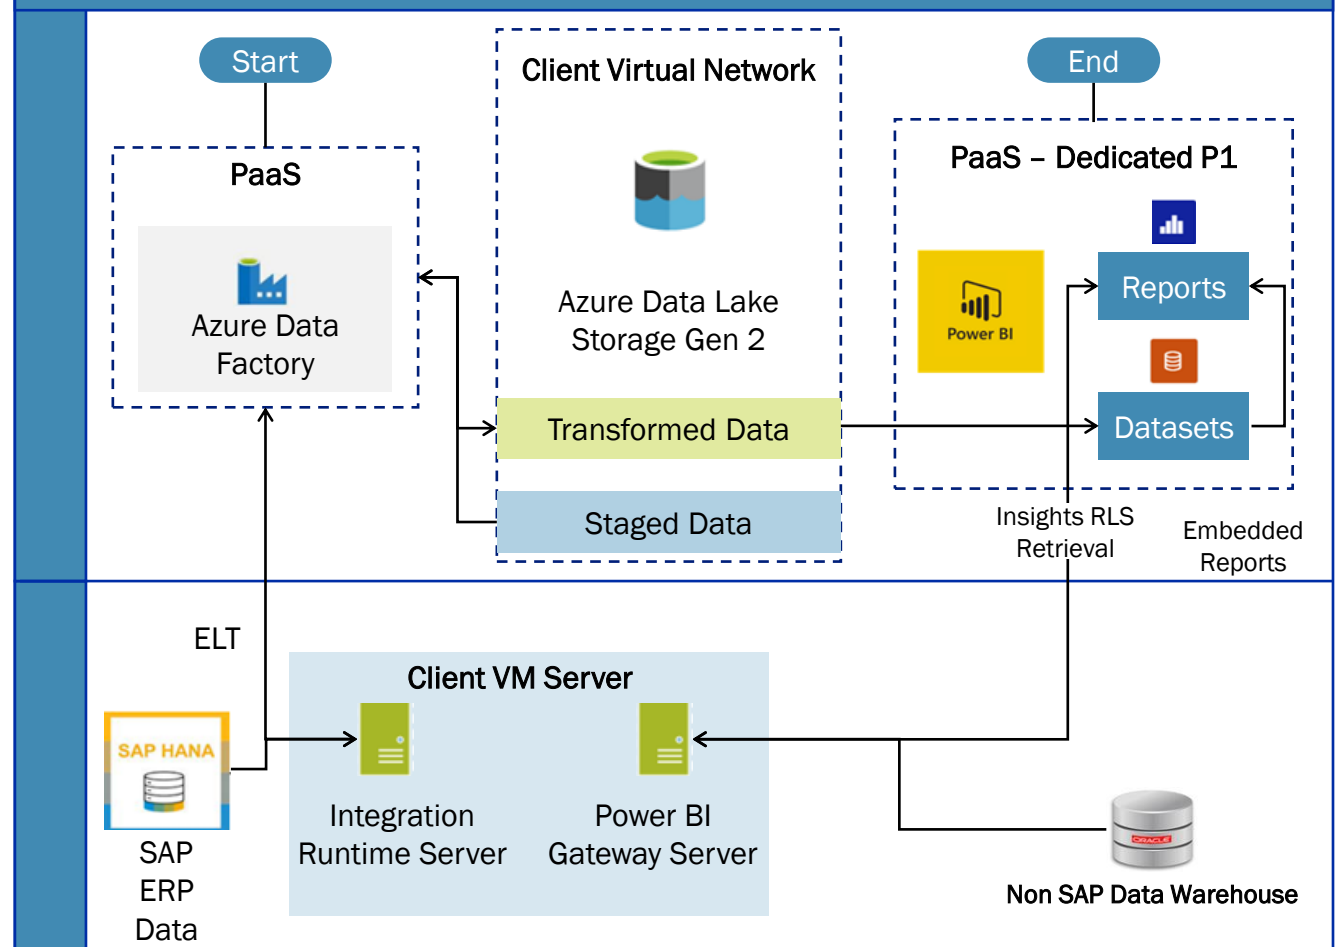 Start
Client Virtual Network
End
PaaS
PaaS – Dedicated P1
Azure Data
Factory
Azure Data Lake
Storage Gen 2
Power BI
Reports
Datasets
Transformed Data
Staged Data
Insights RLS
Retrieval
Embedded
Reports
ELT
Client VM Server
SAP HANA
SAP
ERP
Data
Integration
Runtime Server
Power BI
Gateway Server
ORACLE
Non SAP Data Warehouse